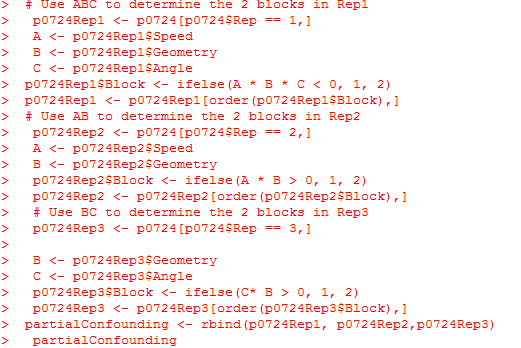 > # Use ABC to determine the 2 blocks in Rep1
> p0724Rep1 <- p0724[p0724$Rep == 1,]
> A <- p0724Rep1$Speed
> B <- p0724Rep1$Geometry
> C <- p0724Rep1$Angle
> p0724Rep1$Block <- ifelse(A * B * C < 0, 1, 2)
> p0724Rep1 <- p0724Rep1[order(p0724Rep1$Block),]
> # Use AB to determine the 2 blocks in Rep2
> p0724Rep2 <- p0724[p0724$Rep == 2,]
> A <- p0724Rep2$Speed
> B <- p0724Rep2$Geometry
> p0724Rep2$Block <- ifelse(A * B > 0, 1, 2)
> p0724Rep2 <- p0724Rep2[order(p0724Rep2$Block),]
> # Use BC to determine the 2 blocks in Rep3
> p0724Rep3 <- p0724[p0724$Rep == 3,]
>
> B <- p0724Rep3$Geometry
> C <- p0724Rep3$Angle
> p0724Rep3$Block <- ifelse(C* B > 0, 1, 2)
> p0724Rep3 <- p0724Rep3[order(p0724Rep3$Block),]
> partialConfounding <- rbind(p0724Rep1, p0724Rep2,p0724Rep3)
> partialConfounding